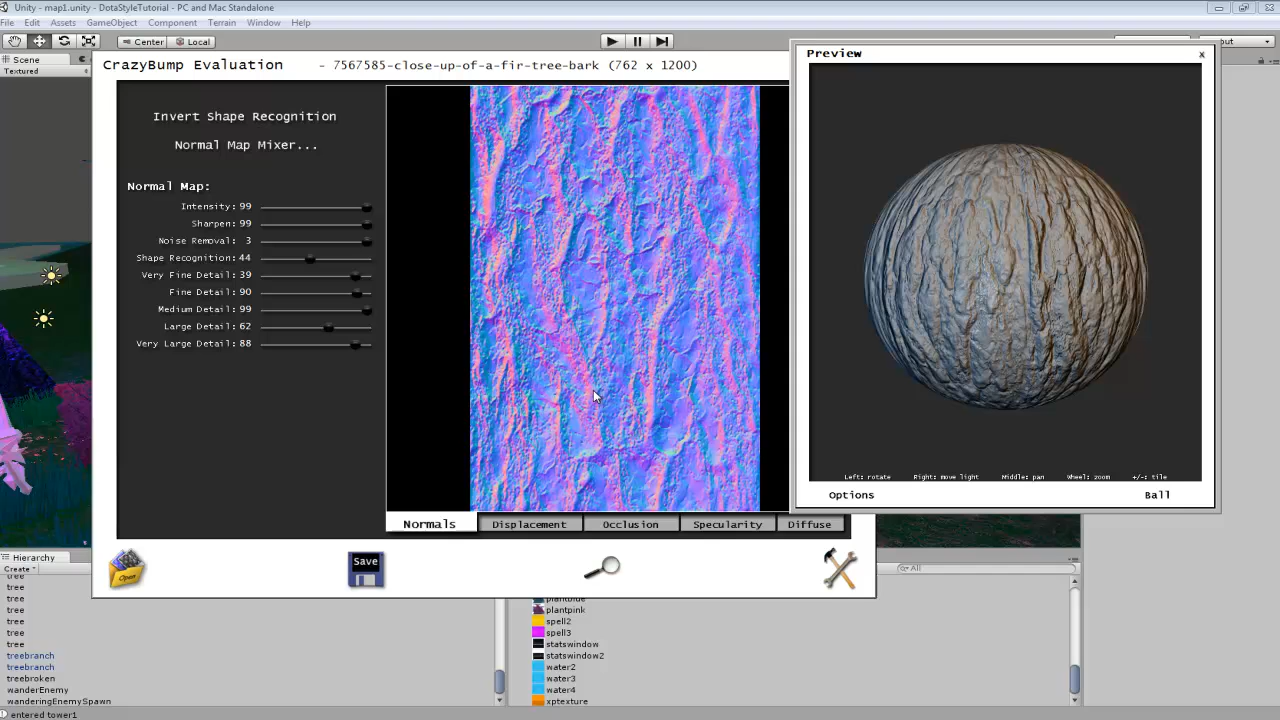 Unity - map1.unity - DotaStyleTutorial - PC and Mac Standalone
File Edit Assets GameObject Component Terrain Window Help
Center Local
Scene
Textured
CrazyBump Evaluation - 7567585-close-up-of-a-fir-tree-bark (762 x 1200)
Invert Shape Recognition
Normal Map Mixer...
Normal Map:
Intensity: 99
Sharpen: 99
Noise Removal: 3
Shape Recognition: 44
Very Fine Detail: 39
Fine Detail: 90
Medium Detail: 99
Large Detail: 62
Very Large Detail: 88
Normals Displacement Occlusion Specularity Diffuse
Open
Save
Preview x
Left: rotate Right: move light Middle: pan Wheel: zoom +/-: tile
Options Ball
Hierarchy
Create
All
tree
tree
tree
tree
tree
tree
tree
treebranch
treebranch
treebroken
wanderEnemy
wanderingEnemySpawn
plantblue
plantpink
spell2
spell3
statswindow
statswindow2
water2
water3
water4
xptexture
entered tower1